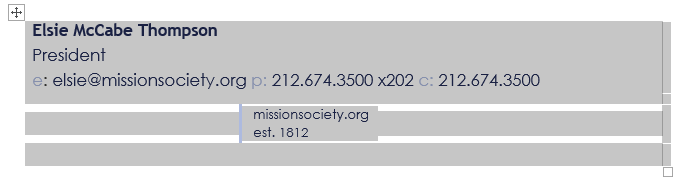 Elsie McCabe Thompson
President
e: elsie@missionsociety.org p: 212.674.3500 x202 c: 212.674.3500
missionsociety.org
est. 1812